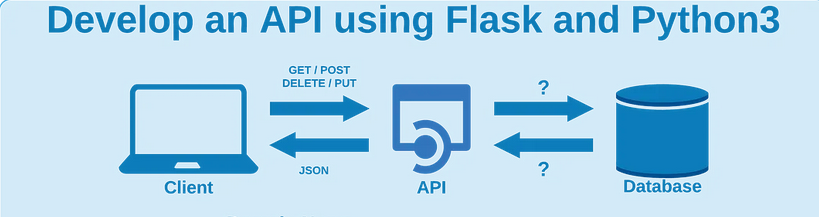 Develop an API using Flask and Python3
GET / POST
DELETE / PUT
?
JSON
?
Client
API
Database